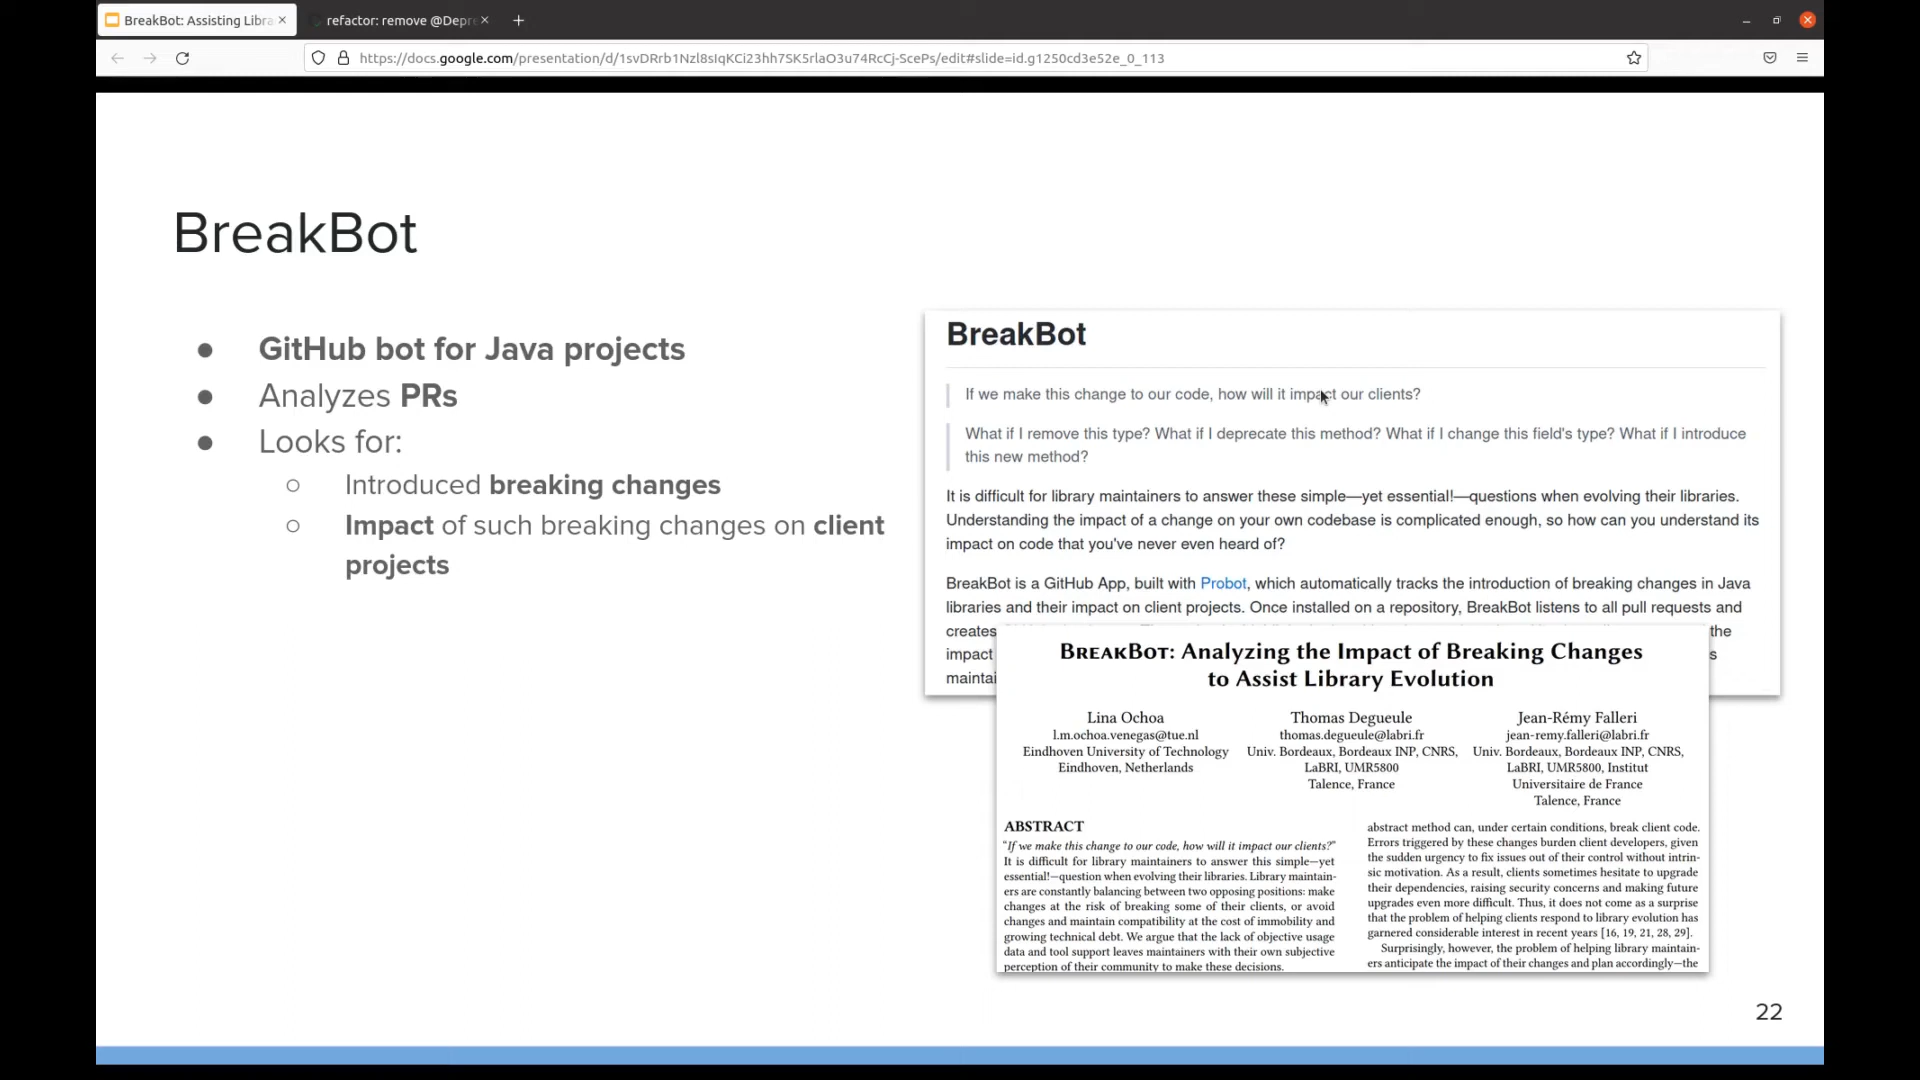 BreakBot: Assisting Libra
refactor: remove @Depre
https://docs.google.com/presentation/d/1svDRrb1Nzl8sIqKCi23hh7SK5rlaO3u74RcCj-ScePs/edit#slide=id.g1250cd3e52e_0_113
BreakBot
● GitHub bot for Java projects
● Analyzes PRs
● Looks for:
○ Introduced breaking changes
○ Impact of such breaking changes on client
projects
BreakBot
If we make this change to our code, how will it impact our clients?
What if I remove this type? What if I deprecate this method? What if I change this field's type? What if I introduce
this new method?
It is difficult for library maintainers to answer these simple—yet essential!—questions when evolving their libraries.
Understanding the impact of a change on your own codebase is complicated enough, so how can you understand its
impact on code that you've never even heard of?
BreakBot is a GitHub App, built with Probot, which automatically tracks the introduction of breaking changes in Java
libraries and their impact on client projects. Once installed on a repository, BreakBot listens to all pull requests and
creates the
impact s
maintai
BREAKBOT: Analyzing the Impact of Breaking Changes
to Assist Library Evolution
Lina Ochoa
l.m.ochoa.venegas@tue.nl
Eindhoven University of Technology
Eindhoven, Netherlands
Thomas Degueule
thomas.degueule@labri.fr
Univ. Bordeaux, Bordeaux INP, CNRS,
LaBRI, UMR5800
Talence, France
Jean-Rémy Falleri
jean-remy.falleri@labri.fr
Univ. Bordeaux, Bordeaux INP, CNRS,
LaBRI, UMR5800, Institut
Universitaire de France
Talence, France
ABSTRACT
"If we make this change to our code, how will it impact our clients?"
It is difficult for library maintainers to answer this simple—yet
essential!—question when evolving their libraries. Library maintain-
ers are constantly balancing between two opposing positions: make
changes at the risk of breaking some of their clients, or avoid
changes and maintain compatibility at the cost of immobility and
growing technical debt. We argue that the lack of objective usage
data and tool support leaves maintainers with their own subjective
perception of their community to make these decisions.
abstract method can, under certain conditions, break client code.
Errors triggered by these changes burden client developers, given
the sudden urgency to fix issues out of their control without intrin-
sic motivation. As a result, clients sometimes hesitate to upgrade
their dependencies, raising security concerns and making future
upgrades even more difficult. Thus, it does not come as a surprise
that the problem of helping clients respond to library evolution has
garnered considerable interest in recent years [16, 19, 21, 28, 29].
Surprisingly, however, the problem of helping library maintain-
ers anticipate the impact of their changes and plan accordingly—the
22